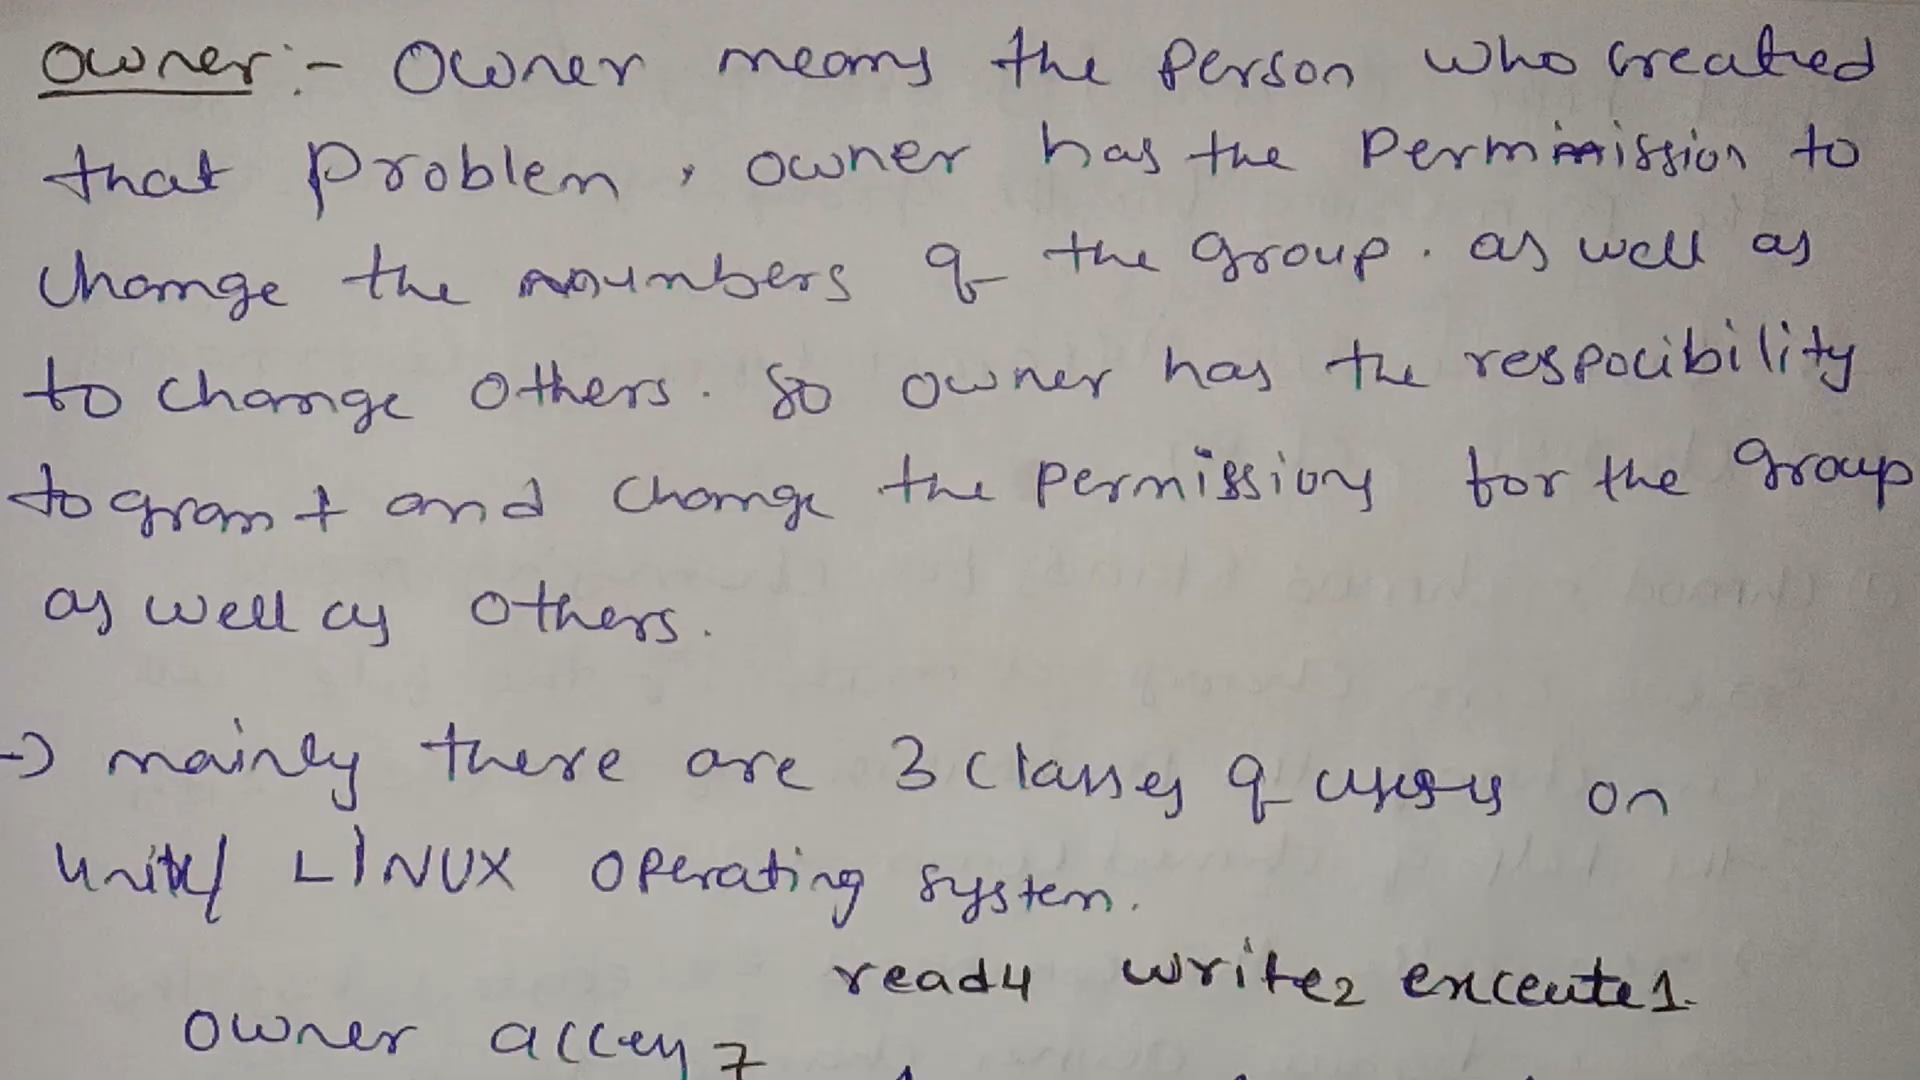 owner :- Owner means the person who created
that problem, owner has the permission to
change the numbers of the group. as well as
to change others. so owner has the respocibility
to grant and change the permissions for the group
as well as others.
→ mainly there are 3 classes of users on
Unix/ LINUX operating system.
read4 write2 exceute1.
owner access 7